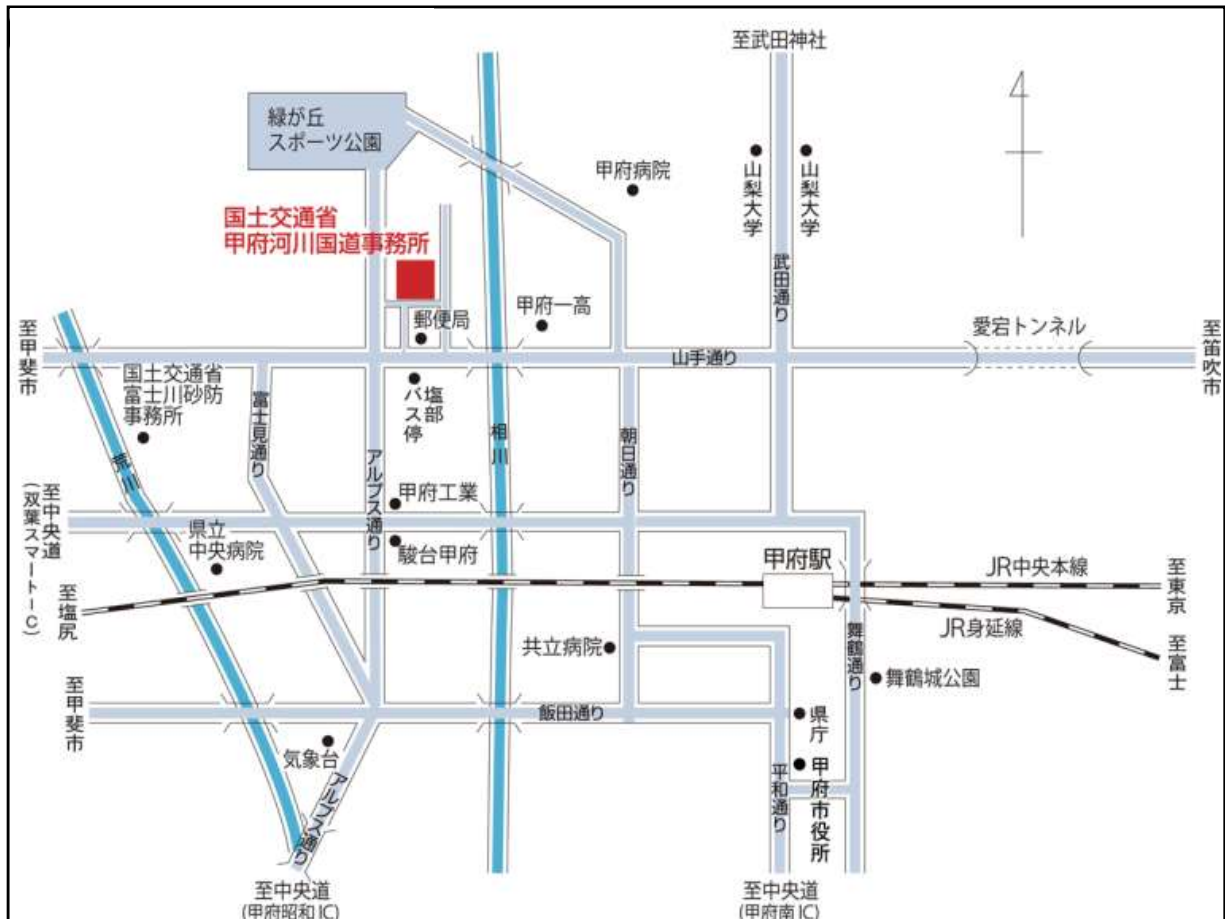 至武田神社
緑が丘
スポーツ公園
甲府病院
山梨大学
山梨大学
国土交通省
甲府河川国道事務所
武田通り
郵便局
甲府一高
愛宕トンネル
至甲斐市
山手通り
至笛吹市
国土交通省
富士川砂防
事務所
富士見通り
塩部
バス停
相川
朝日通り
荒川
アルプス通り
甲府工業
至中央道
(双葉スマートIC)
県立
中央病院
駿台甲府
甲府駅
JR中央本線
至東京
至塩尻
JR身延線
至富士
共立病院
舞鶴通り
舞鶴城公園
至甲斐市
飯田通り
県庁
気象台
アルプス通り
平和通り
甲府市役所
至中央道
(甲府昭和IC)
至中央道
(甲府南IC)